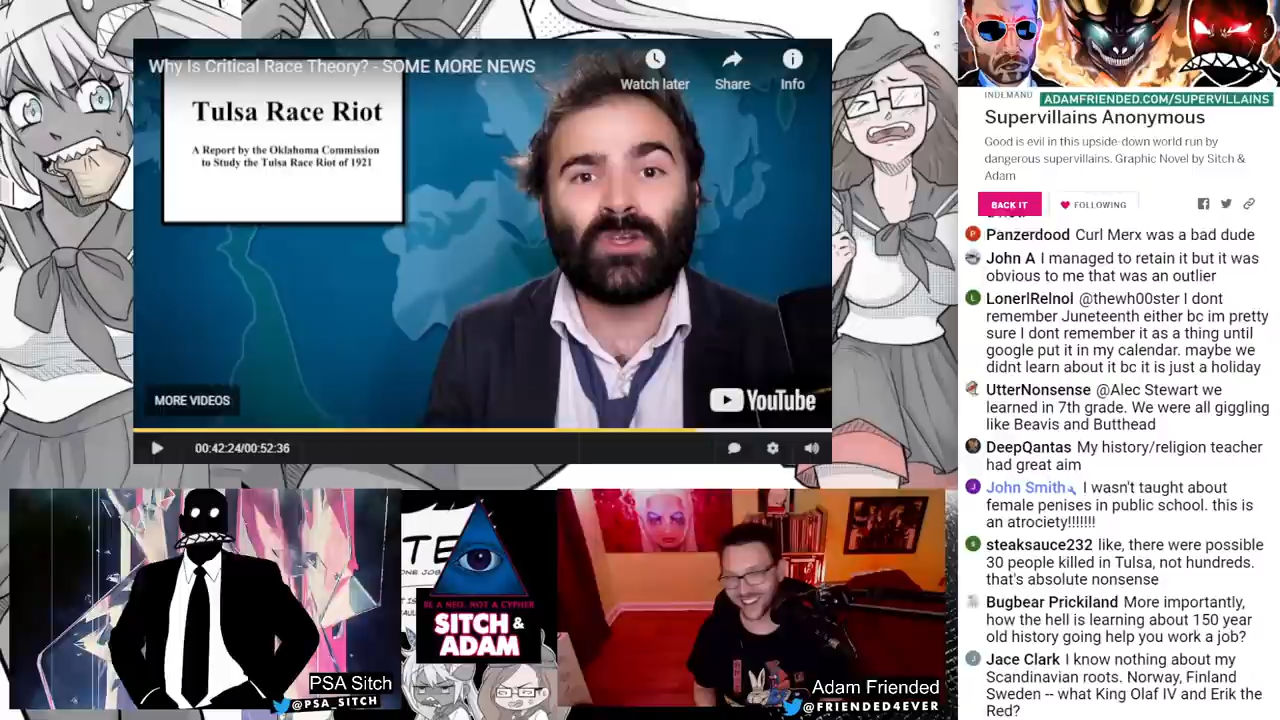 Why Is Critical Race Theory? - SOME MORE NEWS
Watch later
Share
Info
Tulsa Race Riot
A Report by the Oklahoma Commission
to Study the Tulsa Race Riot of 1921
MORE VIDEOS
YouTube
00:42:24/00:52:36
PSA Sitch
@PSA_SITCH
BE A NEO, NOT A CYPHER
SITCH &
ADAM
Adam Friended
@FRIENDED4EVER
INDEMAND
ADAMFRIENDED.COM/SUPERVILLAINS
Supervillains Anonymous
Good is evil in this upside-down world run by
dangerous supervillains. Graphic Novel by Sitch &
Adam
BACK IT
FOLLOWING
Panzerdood Curl Merx was a bad dude
John A I managed to retain it but it was
obvious to me that was an outlier
LonerlRelnol @thewh00ster I dont
remember Juneteenth either bc im pretty
sure I dont remember it as a thing until
google put it in my calendar. maybe we
didnt learn about it bc it is just a holiday
UtterNonsense @Alec Stewart we
learned in 7th grade. We were all giggling
like Beavis and Butthead
DeepQantas My history/religion teacher
had great aim
John Smith I wasn't taught about
female penises in public school. this is
an atrociety!!!!!!!
steaksauce232 like, there were possible
30 people killed in Tulsa, not hundreds.
that's absolute nonsense
Bugbear Prickiland More importantly,
how the hell is learning about 150 year
old history going help you work a job?
Jace Clark I know nothing about my
Scandinavian roots. Norway, Finland
Sweden -- what King Olaf IV and Erik the
Red?